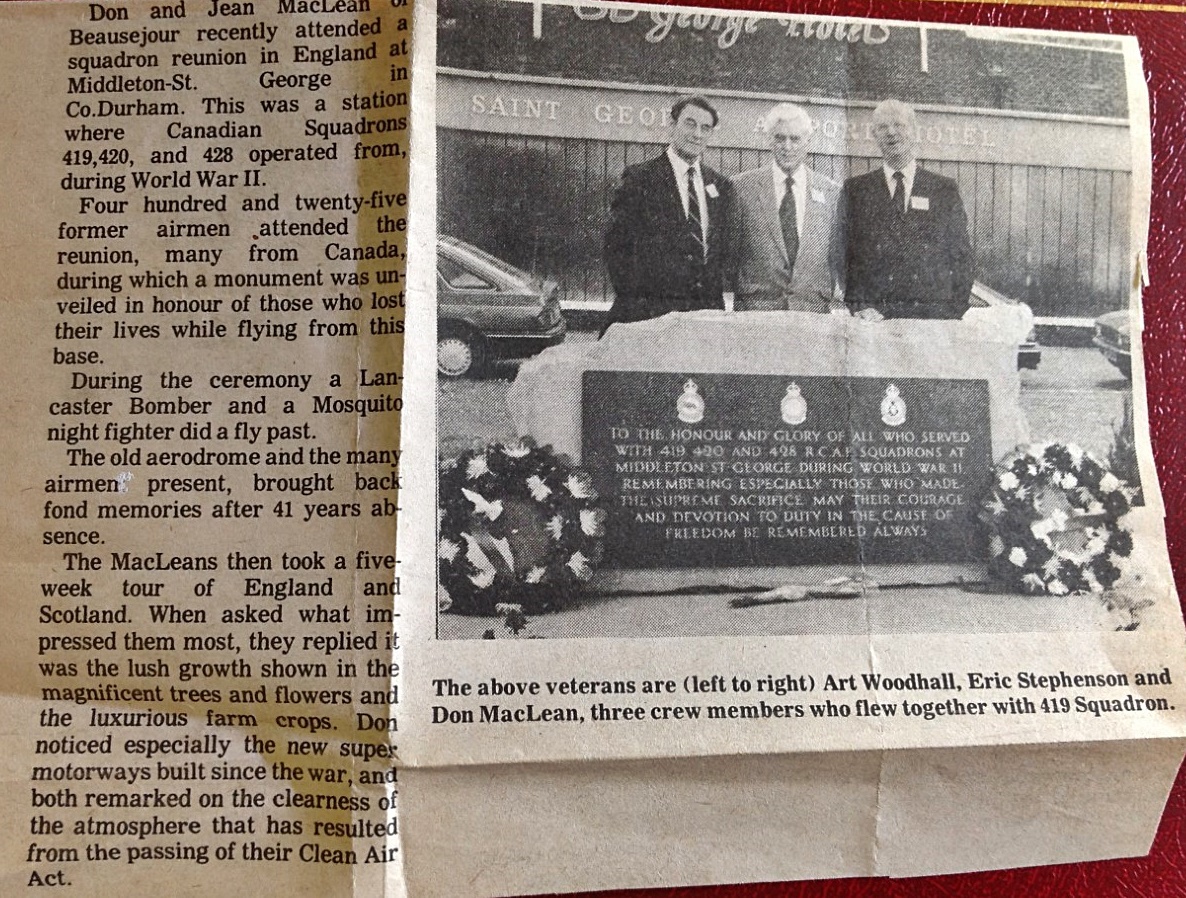 Don and Jean MacLean of
Beausejour recently attended a
squadron reunion in England at
Middleton-St. George in
Co.Durham. This was a station
where Canadian Squadrons
419,420, and 428 operated from,
during World War II.
Four hundred and twenty-five
former airmen attended the
reunion, many from Canada,
during which a monument was un-
veiled in honour of those who lost
their lives while flying from this
base.
During the ceremony a Lan-
caster Bomber and a Mosquito
night fighter did a fly past.
The old aerodrome and the many
airmen present, brought back
fond memories after 41 years ab-
sence.
The MacLeans then took a five-
week tour of England and
Scotland. When asked what im-
pressed them most, they replied it
was the lush growth shown in the
magnificent trees and flowers and
the luxurious farm crops. Don
noticed especially the new super
motorways built since the war, and
both remarked on the clearness of
the atmosphere that has resulted
from the passing of their Clean Air
Act.
George Hotels
SAINT GEO A PORT HOTEL
TO THE HONOUR AND GLORY OF ALL WHO SERVED
WITH 419 420 AND 428 R.C.A.F. SQUADRONS AT
MIDDLETON ST GEORGE DURING WORLD WAR II
REMEMBERING ESPECIALLY THOSE WHO MADE
THE SUPREME SACRIFICE MAY THEIR COURAGE
AND DEVOTION TO DUTY IN THE CAUSE OF
FREEDOM BE REMEMBERED ALWAYS
The above veterans are (left to right) Art Woodhall, Eric Stephenson and
Don MacLean, three crew members who flew together with 419 Squadron.